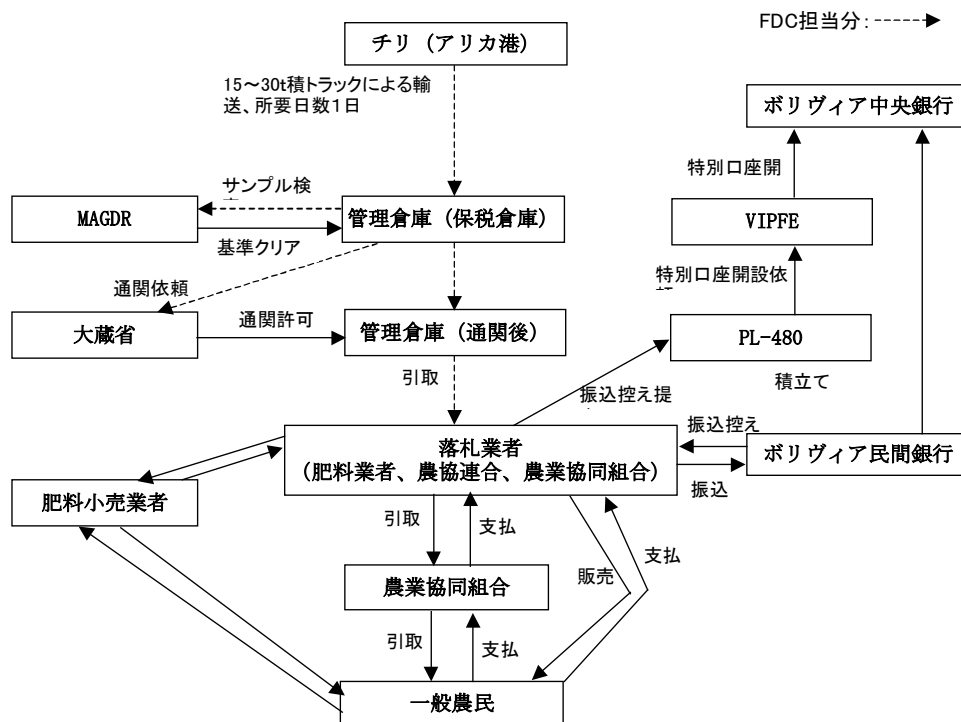 FDC担当分:
チリ（アリカ港）
15～30t積トラックによる輸
送、所要日数1日
ボリヴィア中央銀行
特別口座開
サンプル検
MAGDR
管理倉庫（保税倉庫）
VIPFE
基準クリア
特別口座開設依
通関依頼
通関許可
大蔵省
管理倉庫（通関後）
PL-480
引取
積立て
振込控え提
振込控え
落札業者
（肥料業者、農協連合、農業協同組合）
ボリヴィア民間銀行
肥料小売業者
振込
引取
支払
支払
販売
農業協同組合
引取
支払
一般農民